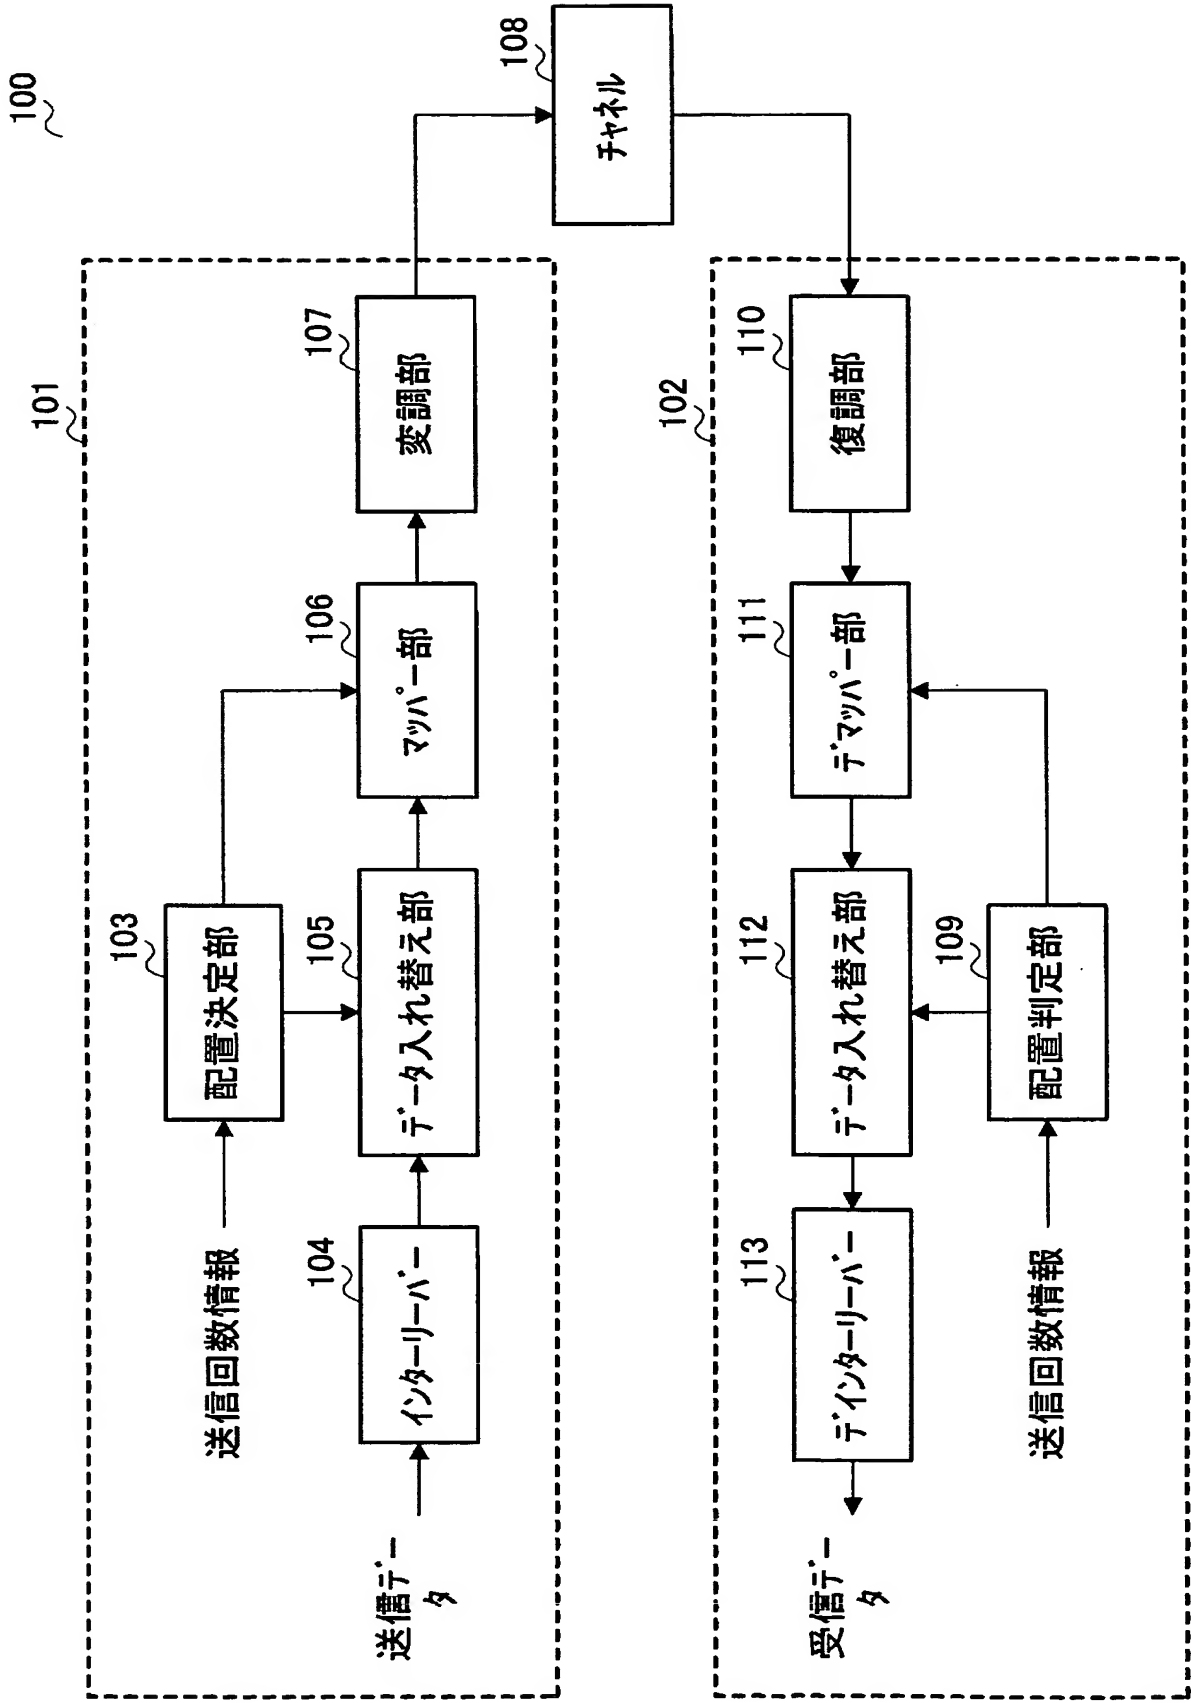 100
101
送信回数情報
103
配置決定部
送信データ
104
インターリーバー
105
データ入れ替え部
106
マッパー部
107
変調部
108
チャネル
102
受信データ
113
デインターリーバー
112
データ入れ替え部
111
デマッパー部
110
復調部
送信回数情報
109
配置判定部